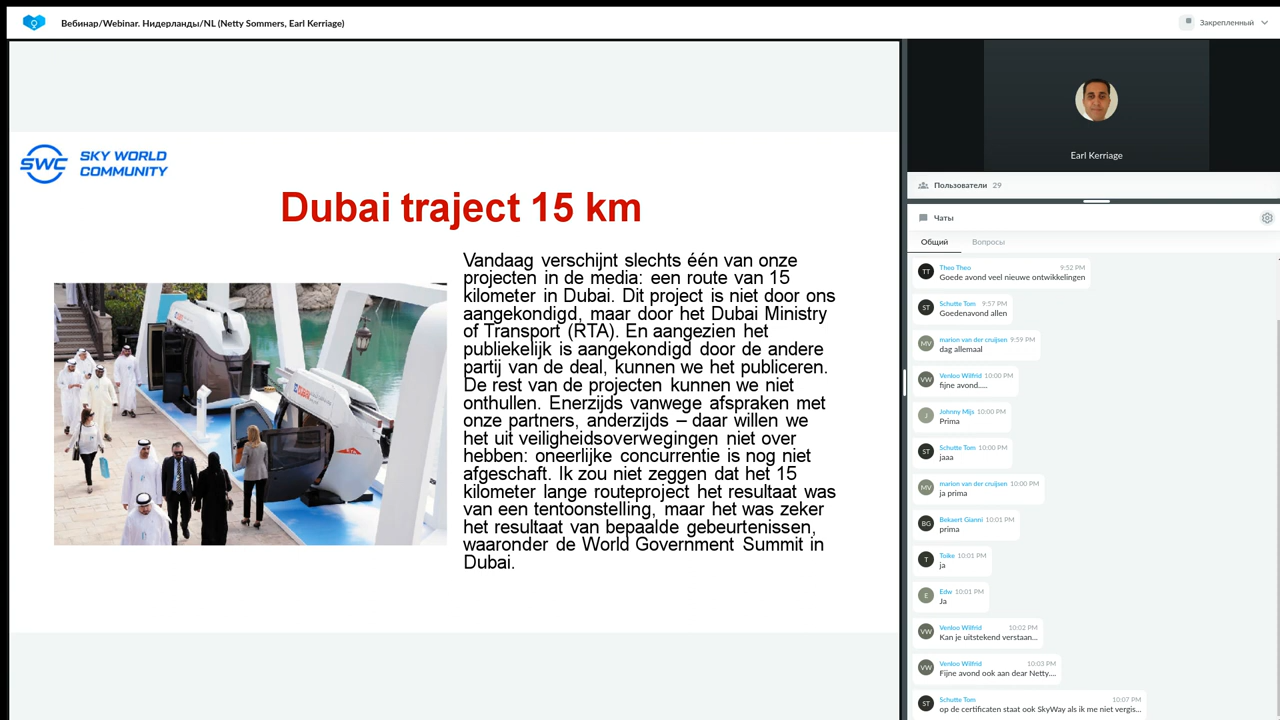 Вебинар/Webinar. Нидерланды/NL (Netty Sommers, Earl Kerriage)
Закрепленный
SWC SKY WORLD
COMMUNITY
Dubai traject 15 km
Vandaag verschijnt slechts één van onze
projecten in de media: een route van 15
kilometer in Dubai. Dit project is niet door ons
aangekondigd, maar door het Dubai Ministry
of Transport (RTA). En aangezien het
publiekelijk is aangekondigd door de andere
partij van de deal, kunnen we het publiceren.
De rest van de projecten kunnen we niet
onthullen. Enerzijds vanwege afspraken met
onze partners, anderzijds – daar willen we
het uit veiligheidsoverwegingen niet over
hebben: oneerlijke concurrentie is nog niet
afgeschaft. Ik zou niet zeggen dat het 15
kilometer lange routeproject het resultaat was
van een tentoonstelling, maar het was zeker
het resultaat van bepaalde gebeurtenissen,
waaronder de World Government Summit in
Dubai.
Earl Kerriage
Пользователи 29
Чаты
Общий Вопросы
TT Theo Theo 9:52 PM
Goede avond veel nieuwe ontwikkelingen
ST Schutte Tom 9:57 PM
Goedenavond allen
MV marion van der cruijsen 9:59 PM
dag allemaal
VW Venloo Wilfrid 10:00 PM
fijne avond.....
J Johnny Mijs 10:00 PM
Prima
ST Schutte Tom 10:00 PM
jaaa
MV marion van der cruijsen 10:00 PM
ja prima
BG Bekaert Gianni 10:01 PM
prima
T Toike 10:01 PM
ja
E Edw 10:01 PM
Ja
VW Venloo Wilfrid 10:02 PM
Kan je uitstekend verstaan...
VW Venloo Wilfrid 10:03 PM
Fijne avond ook aan dear Netty....
ST Schutte Tom 10:07 PM
op de certificaten staat ook SkyWay als ik me niet vergis...